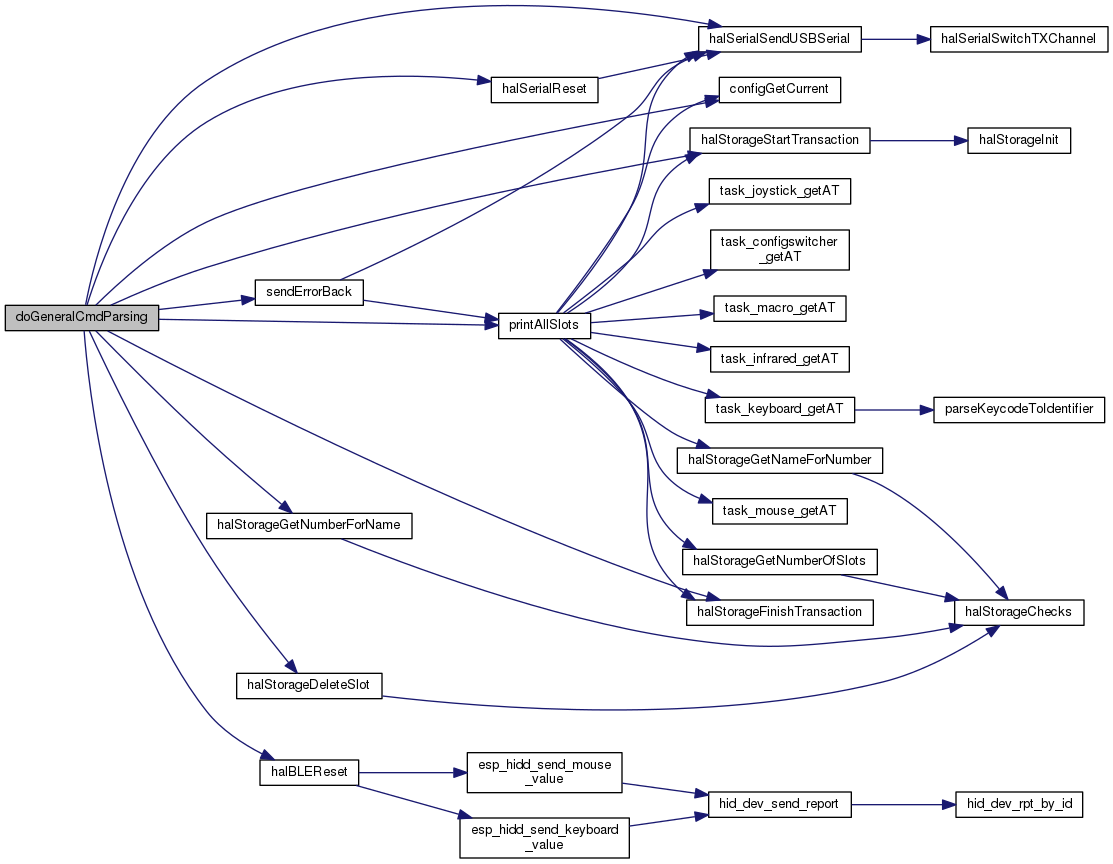 halSerialSendUSBSerial
halSerialSwitchTXChannel
halSerialReset
configGetCurrent
halStorageStartTransaction
halStorageInit
task_joystick_getAT
task_configswitcher
_getAT
sendErrorBack
task_macro_getAT
doGeneralCmdParsing
printAllSlots
task_infrared_getAT
task_keyboard_getAT
parseKeycodeToIdentifier
halStorageGetNameForNumber
task_mouse_getAT
halStorageGetNumberForName
halStorageGetNumberOfSlots
halStorageFinishTransaction
halStorageChecks
halStorageDeleteSlot
halBLEReset
esp_hidd_send_mouse
_value
hid_dev_send_report
hid_dev_rpt_by_id
esp_hidd_send_keyboard
_value